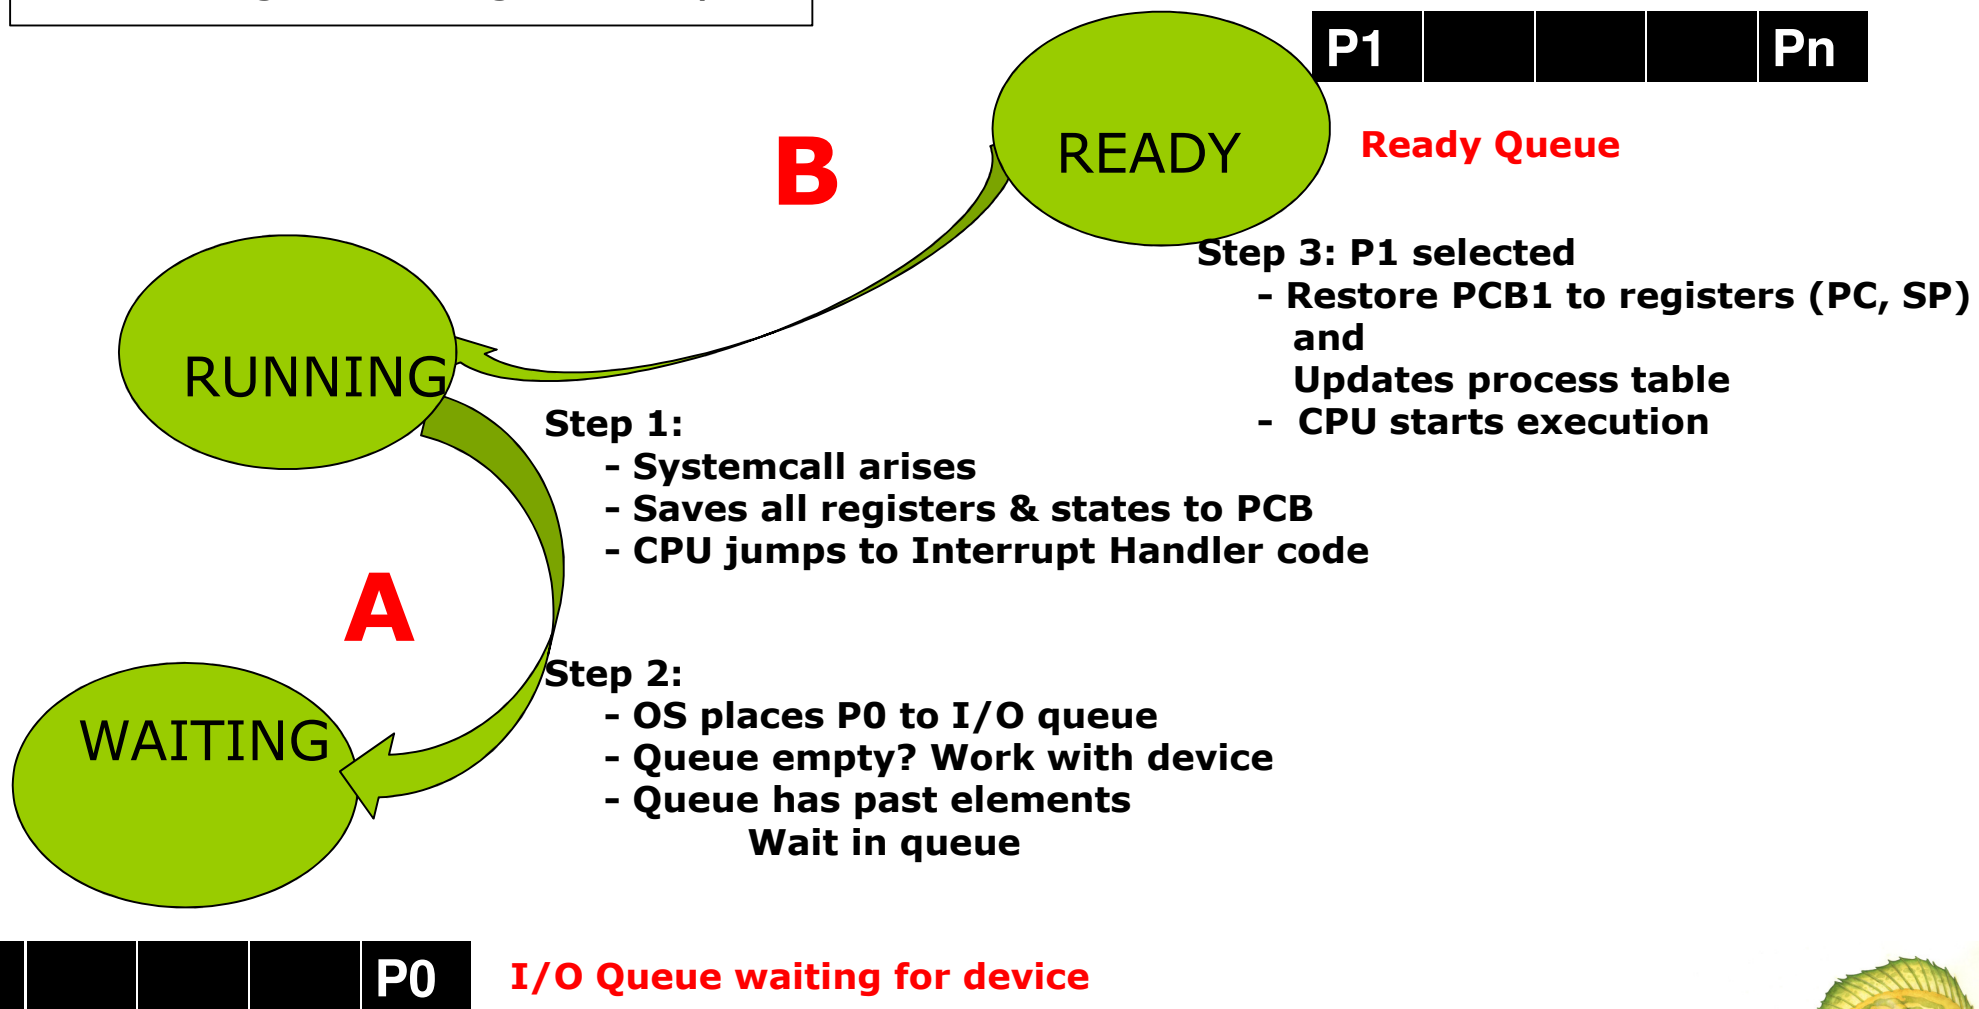 P1 Pn
READY
Ready Queue
B
Step 3: P1 selected
- Restore PCB1 to registers (PC, SP)
and
Updates process table
- CPU starts execution
RUNNING
Step 1:
- Systemcall arises
- Saves all registers & states to PCB
- CPU jumps to Interrupt Handler code
A
Step 2:
- OS places P0 to I/O queue
- Queue empty? Work with device
- Queue has past elements
Wait in queue
WAITING
P0
I/O Queue waiting for device